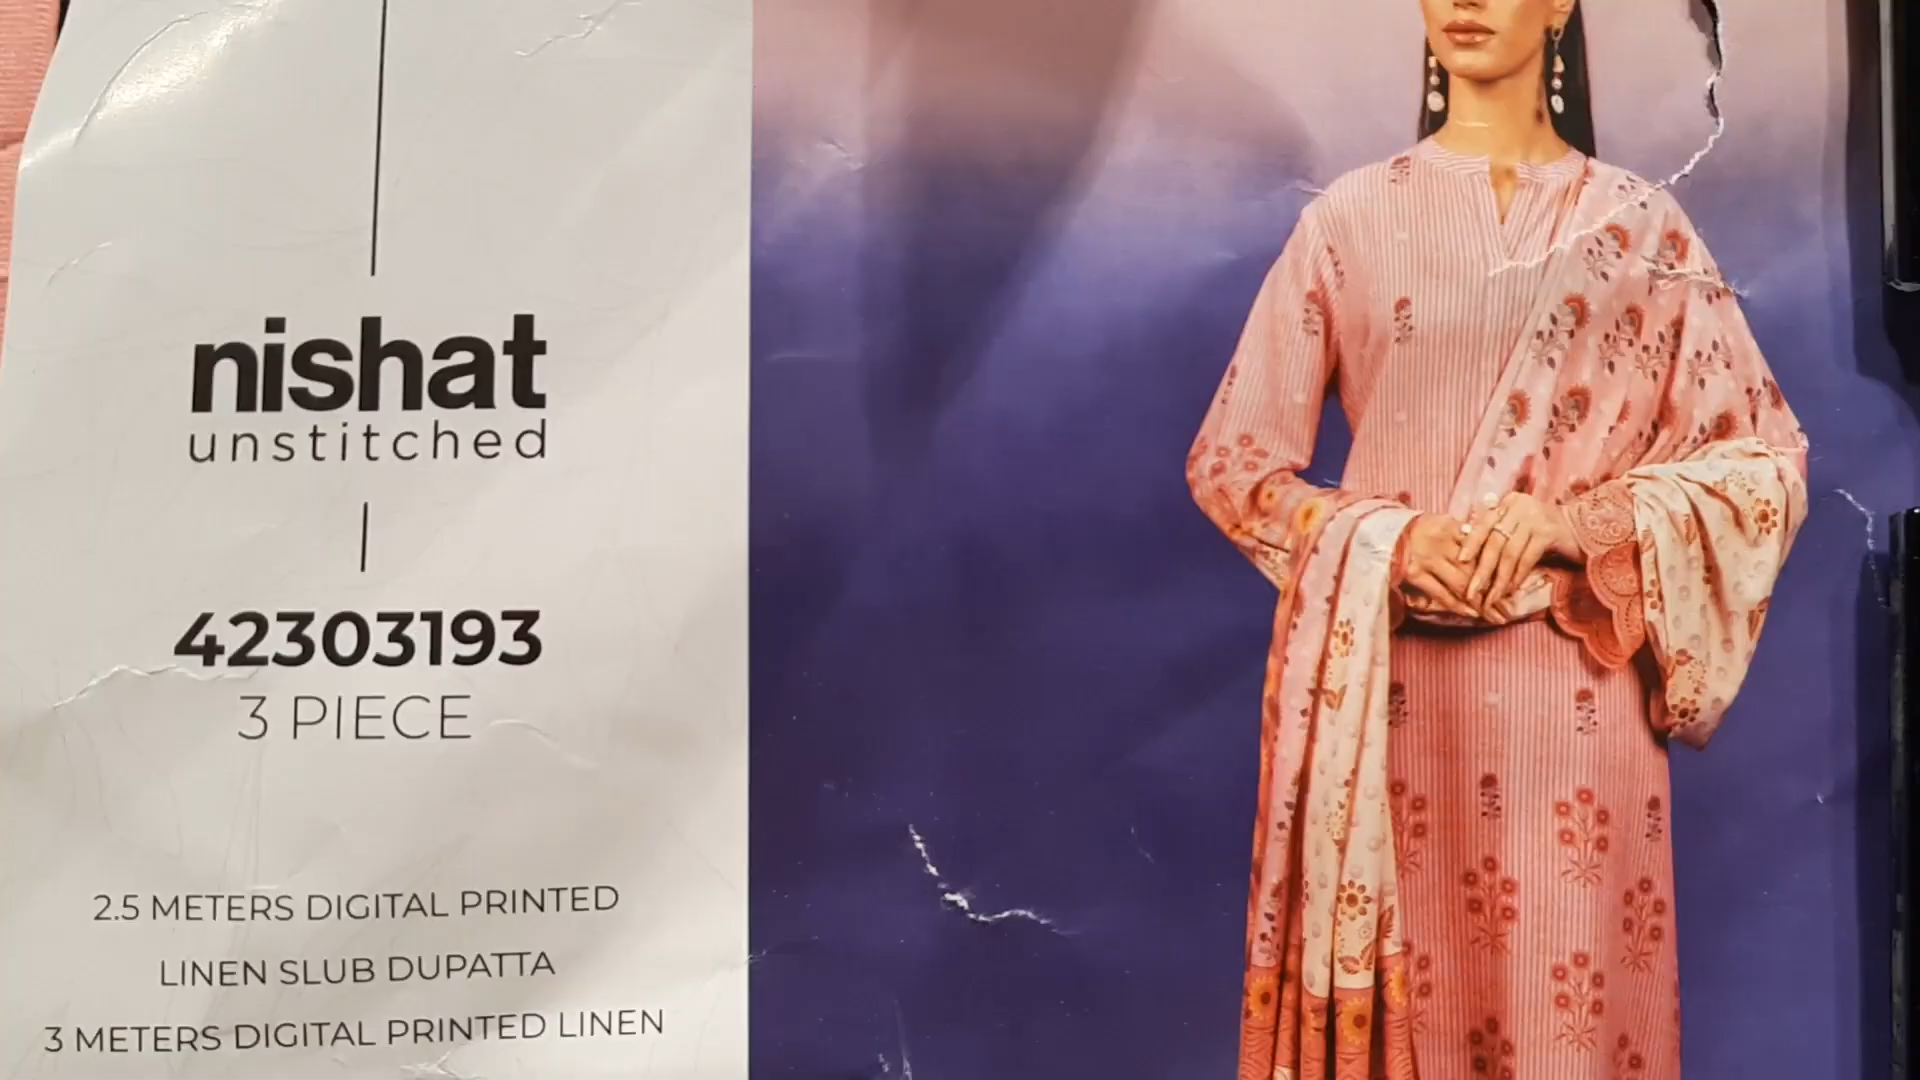 nishat
unstitched
42303193
3 PIECE
2.5 METERS DIGITAL PRINTED
LINEN SLUB DUPATTA
3 METERS DIGITAL PRINTED LINEN